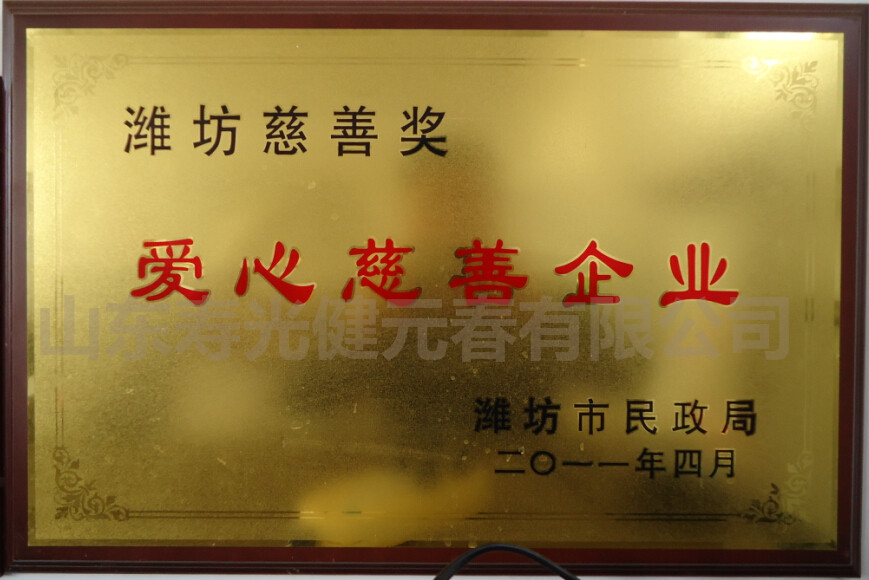 潍坊慈善奖
爱心慈善企业
山东寿光健元春有限公司
潍坊市民政局
二〇一一年四月